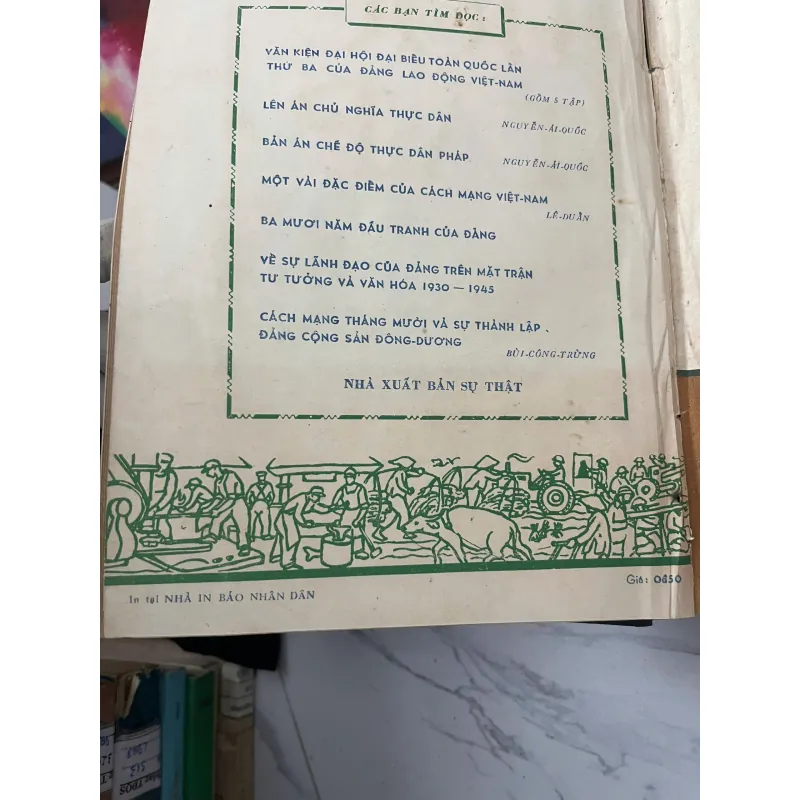 CÁC BẠN TÌM ĐỌC:
VĂN KIỆN ĐẠI HỘI ĐẠI BIỂU TOÀN QUỐC LẦN
THỨ BA CỦA ĐẢNG LAO ĐỘNG VIỆT-NAM
(GỒM 5 TẬP)
LÊN ÁN CHỦ NGHĨA THỰC DÂN
NGUYỄN-ÁI-QUỐC
BẢN ÁN CHẾ ĐỘ THỰC DÂN PHÁP
NGUYỄN-ÁI-QUỐC
MỘT VÀI ĐẶC ĐIỂM CỦA CÁCH MẠNG VIỆT-NAM
LÊ-DUẨN
BA MƯƠI NĂM ĐẤU TRANH CỦA ĐẢNG
VỀ SỰ LÃNH ĐẠO CỦA ĐẢNG TRÊN MẶT TRẬN
TƯ TƯỞNG VÀ VĂN HÓA 1930 — 1945
CÁCH MẠNG THÁNG MƯỜI VÀ SỰ THÀNH LẬP
ĐẢNG CỘNG SẢN ĐÔNG-DƯƠNG
BÙI-CÔNG-TRỪNG
NHÀ XUẤT BẢN SỰ THẬT
In tại NHÀ IN BÁO NHÂN DÂN
Giá: 0đ50